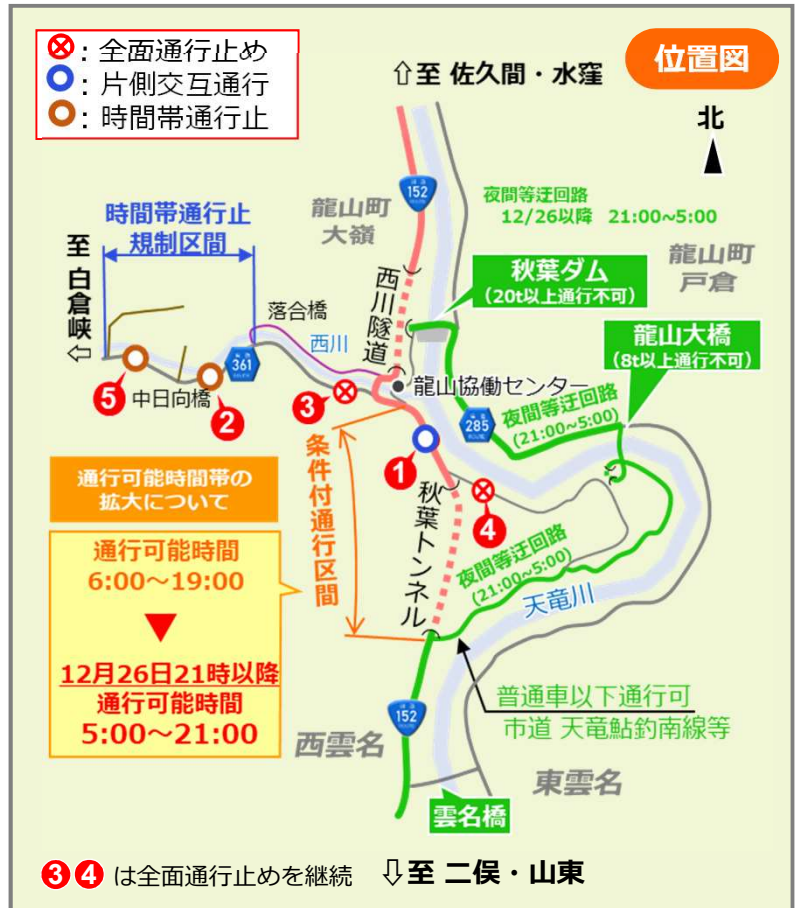 ⊗：全面通行止め
○：片側交互通行
○：時間帯通行止
位置図
⇧至 佐久間・水窪
北
152
夜間等迂回路
12/26以降 21:00~5:00
龍山町
大嶺
龍山町
戸倉
時間帯通行止
規制区間
至 白倉峡
⇦
秋葉ダム
（20t以上通行不可）
西川隧道
落合橋
西川
龍山大橋
（8t以上通行不可）
361
龍山協働センター
5
中日向橋
2
3
285
夜間等迂回路
(21:00~5:00)
1
条件付通行区間
秋葉トンネル
4
通行可能時間帯の
拡大について
通行可能時間
6:00～19:00
12月26日21時以降
通行可能時間
5:00～21:00
夜間等迂回路
(21:00~5:00)
天竜川
普通車以下通行可
市道 天竜鮎釣南線等
152
西雲名
東雲名
雲名橋
3 4 は全面通行止めを継続
⇩至 二俣・山東